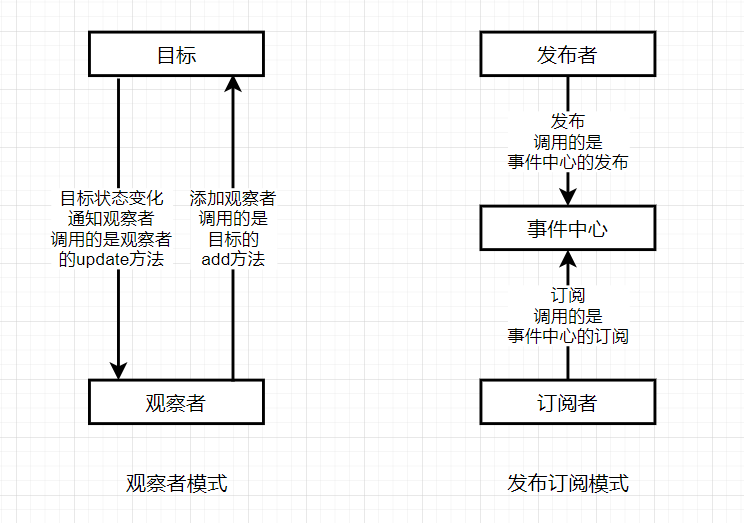 目标
目标状态变化
通知观察者
调用的是观察者
的update方法
添加观察者
调用的是
目标的
add方法
观察者
观察者模式
发布者
发布
调用的是
事件中心的发布
事件中心
订阅
调用的是
事件中心的订阅
订阅者
发布订阅模式